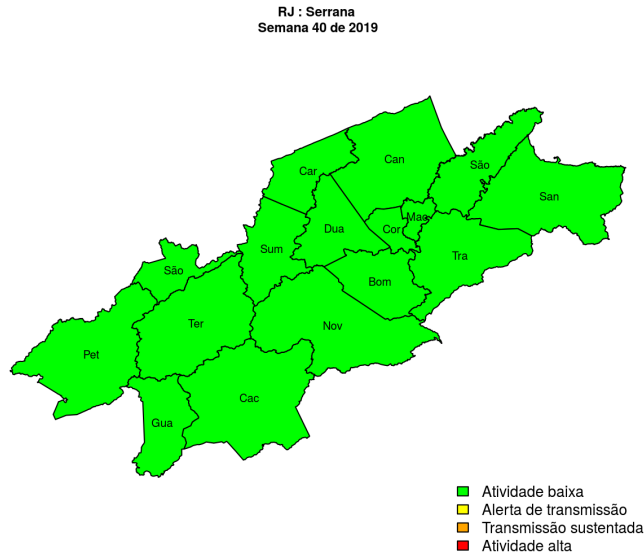 RJ : Serrana
Semana 40 de 2019
Can
São
Car
San
Mac
Dua
Cor
Sum
Tra
São
Bom
Ter
Nov
Pet
Cac
Gua
Atividade baixa
Alerta de transmissão
Transmissão sustentada
Atividade alta